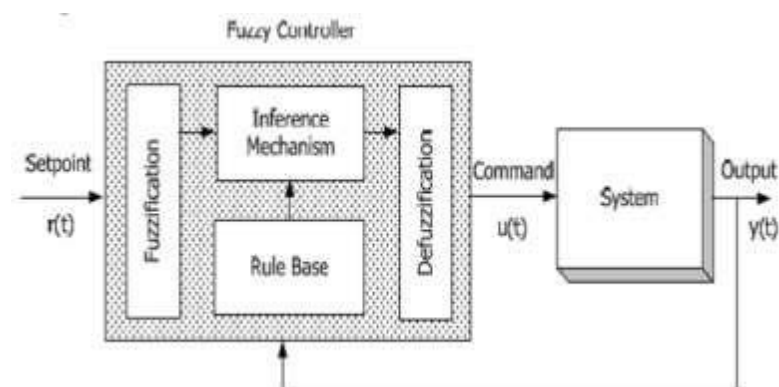 Fuzzy Controller
Setpoint
r(t)
Fuzzification
Inference
Mechanism
Rule Base
Defuzzification
Command
u(t)
System
Output
y(t)